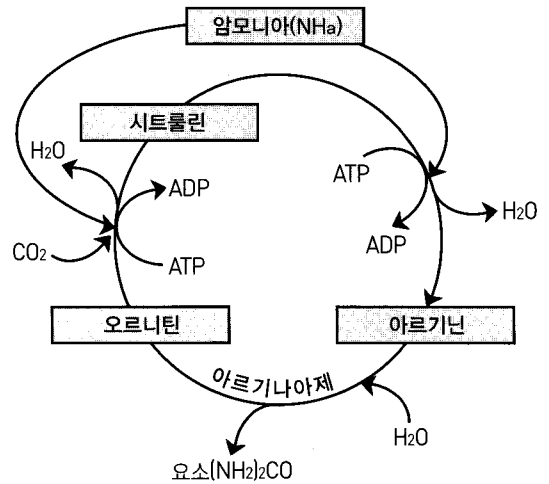 암모니아(NHa)
시트룰린
H2O
ADP
ATP
H2O
CO2
ATP
ADP
오르니틴
아르기닌
아르기나아제
H2O
요소(NH2)2CO